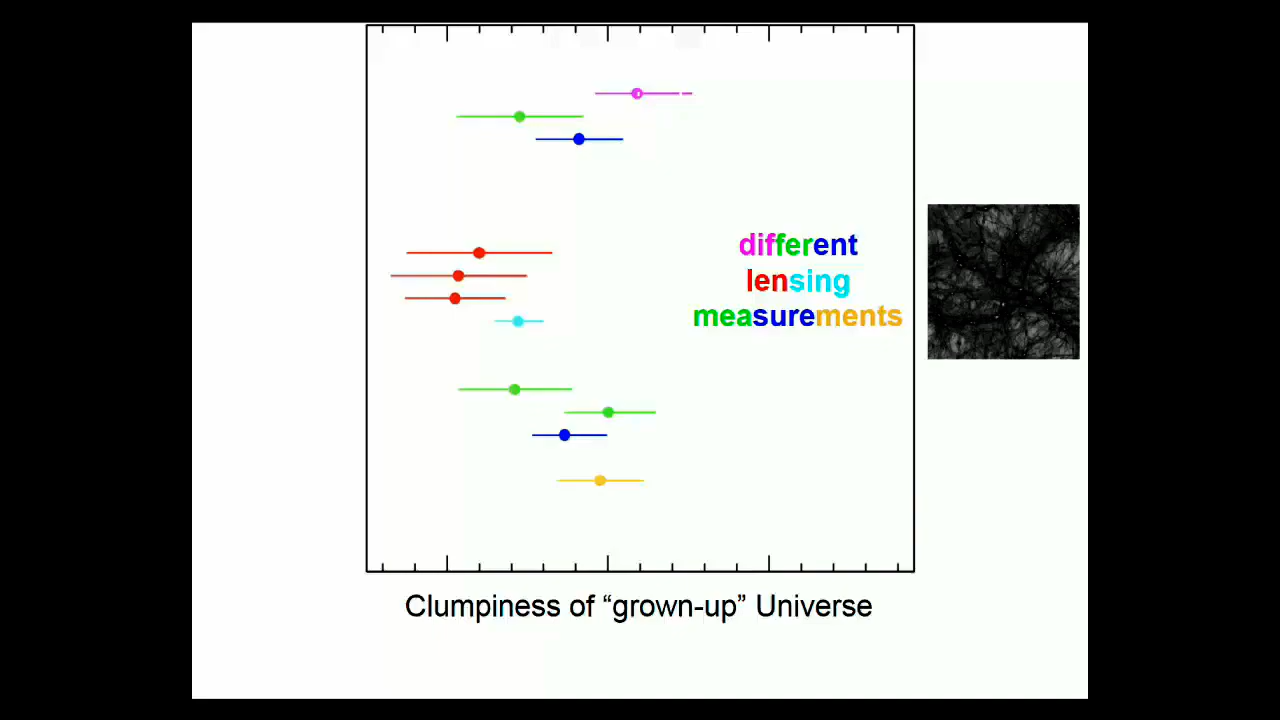 different
lensing
measurements
Clumpiness of “grown-up” Universe